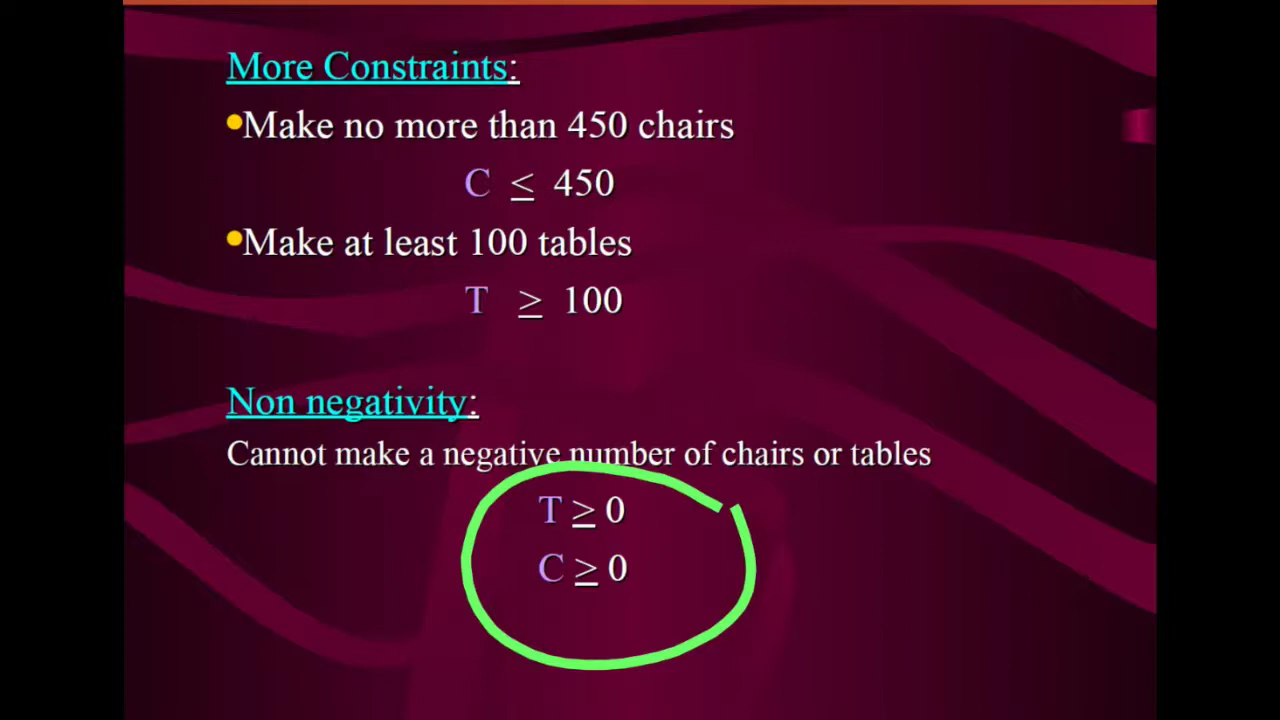 More Constraints:
•Make no more than 450 chairs
C ≤ 450
•Make at least 100 tables
T ≥ 100
Non negativity:
Cannot make a negative number of chairs or tables
T ≥ 0
C ≥ 0